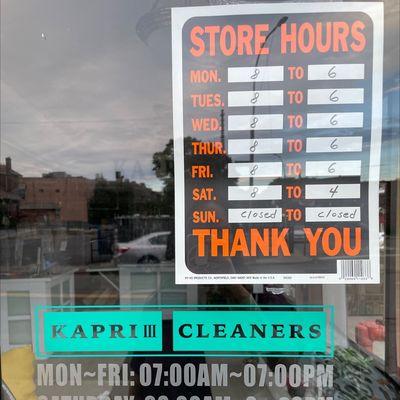 STORE HOURS
MON. 8 TO 6
TUES. 8 TO 6
WED. 8 TO 6
THUR. 8 TO 6
FRI. 8 TO 6
SAT. 8 TO 4
SUN. closed TO closed
THANK YOU
KAPRI III CLEANERS
MON~FRI: 07:00AM~07:00PM